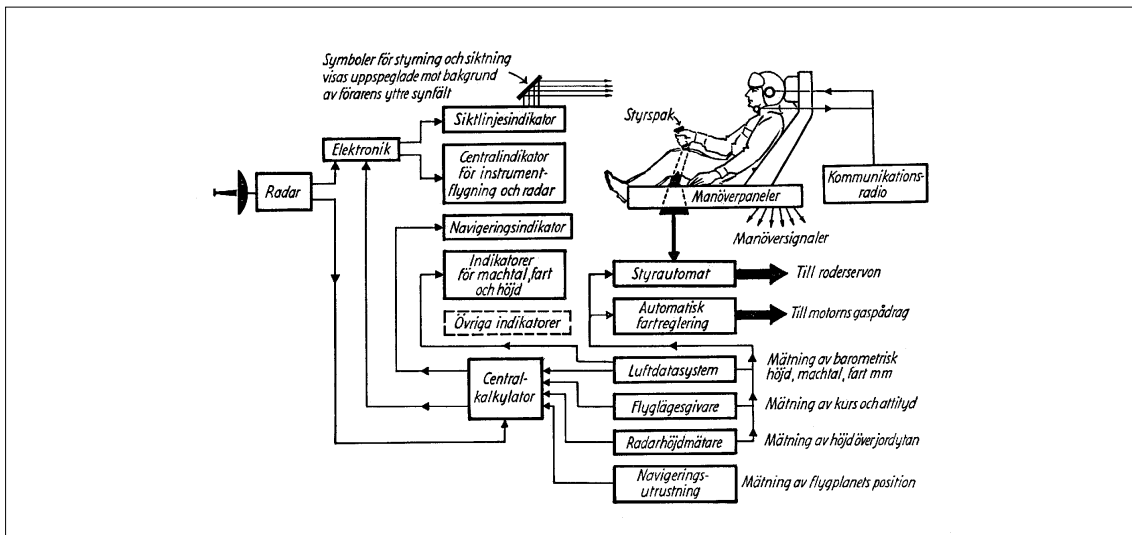 Symboler för styrning och siktning
visas uppspeglade mot bakgrund
av förarens yttre synfält
Siktlinjesindikator
Elektronik
Centralindikator
för instrument-
flygning och radar
Radar
Navigeringsindikator
Indikatorer
för machtal, fart
och höjd
Övriga indikatorer
Central-
kalkylator
Styrspak
Kommunikations-
radio
Manöverpaneler
Manöversignaler
Styrautomat
Till roderservon
Automatisk
fartreglering
Till motorns gaspådrag
Luftdatasystem
Mätning av barometrisk
höjd, machtal, fart mm
Flyglägesgivare
Mätning av kurs och attityd
Radarhöjdmätare
Mätning av höjd över jordytan
Navigerings-
utrustning
Mätning av flygplanets position